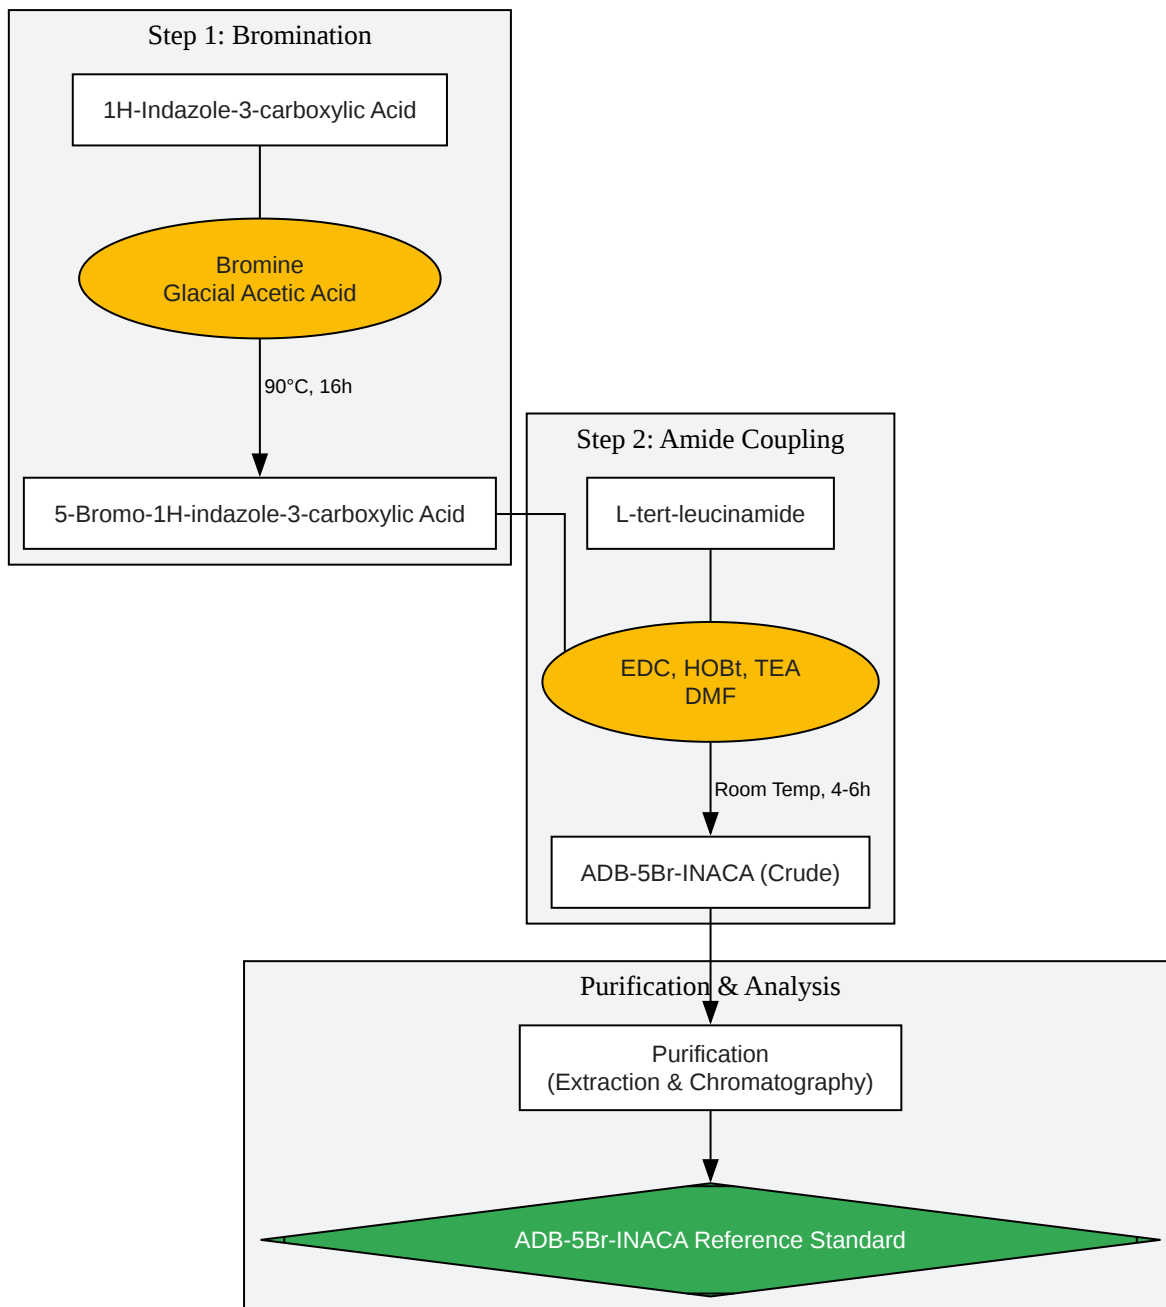 Step 1: Bromination
1H-Indazole-3-carboxylic Acid
Bromine
Glacial Acetic Acid
90°C, 16h
5-Bromo-1H-indazole-3-carboxylic Acid
Step 2: Amide Coupling
L-tert-leucinamide
EDC, HOBt, TEA
DMF
Room Temp, 4-6h
ADB-5Br-INACA (Crude)
Purification & Analysis
Purification
(Extraction & Chromatography)
ADB-5Br-INACA Reference Standard